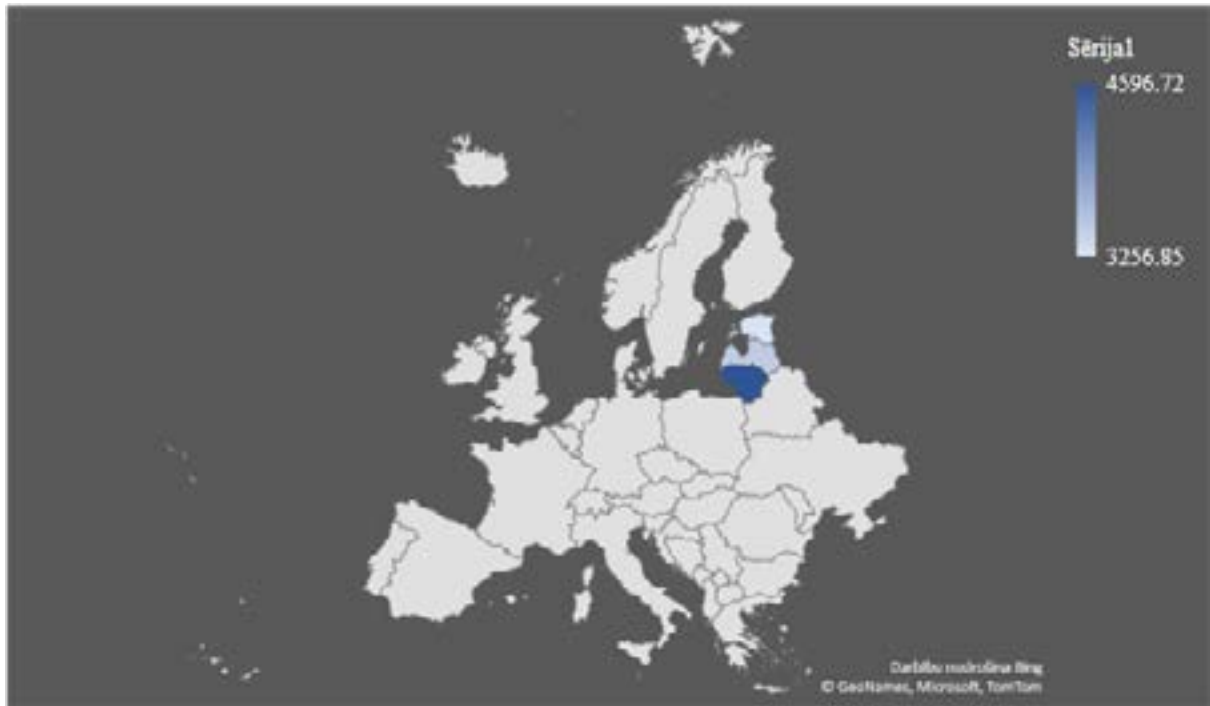 Sērija1
4596.72
3256.85
Darbību nodrošina Bing
© GeoNames, Microsoft, TomTom